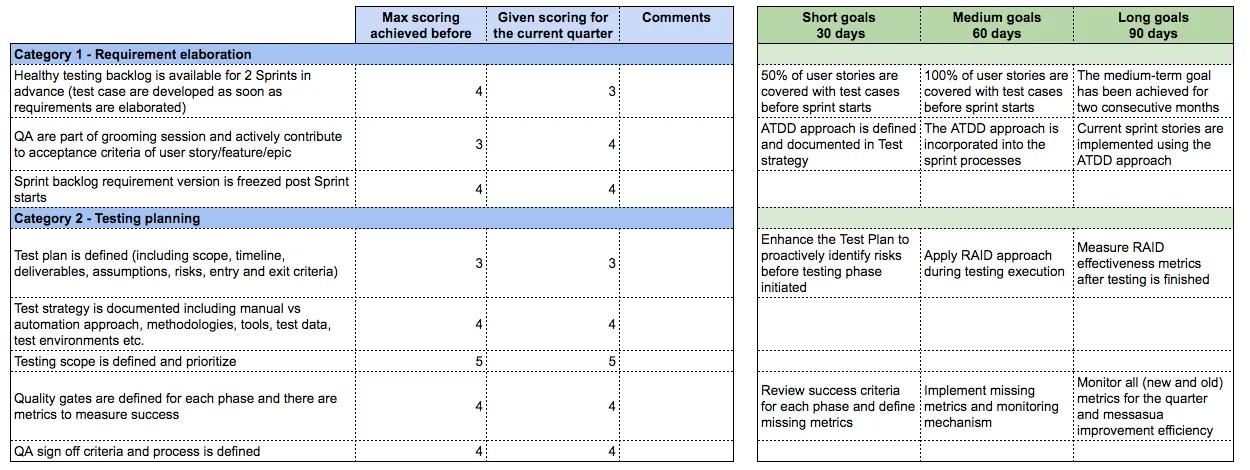 Max scoring
achieved before
Given scoring for
the current quarter
Comments
Short goals
30 days
Medium goals
60 days
Long goals
90 days
Category 1 - Requirement elaboration
Healthy testing backlog is available for 2 Sprints in
advance (test case are developed as soon as
requirements are elaborated)
4
3
50% of user stories are
covered with test cases
before sprint starts
100% of user stories are
covered with test cases
before sprint starts
The medium-term goal
has been achieved for
two consecutive months
QA are part of grooming session and actively contribute
to acceptance criteria of user story/feature/epic
3
4
ATDD approach is defined
and documented in Test
strategy
The ATDD approach is
incorporated into the
sprint processes
Current sprint stories are
implemented using the
ATDD approach
Sprint backlog requirement version is freezed post Sprint
starts
4
4
Category 2 - Testing planning
Test plan is defined (including scope, timeline,
deliverables, assumptions, risks, entry and exit criteria)
3
3
Enhance the Test Plan to
proactively identify risks
before testing phase
initiated
Apply RAID approach
during testing execution
Measure RAID
effectiveness metrics
after testing is finished
Test strategy is documented including manual vs
automation approach, methodologies, tools, test data,
test environments etc.
4
4
Testing scope is defined and prioritize
5
5
Quality gates are defined for each phase and there are
metrics to measure success
4
4
Review success criteria
for each phase and define
missing metrics
Implement missing
metrics and monitoring
mechanism
Monitor all (new and old)
metrics for the quarter
and messasua
improvement efficiency
QA sign off criteria and process is defined
4
4